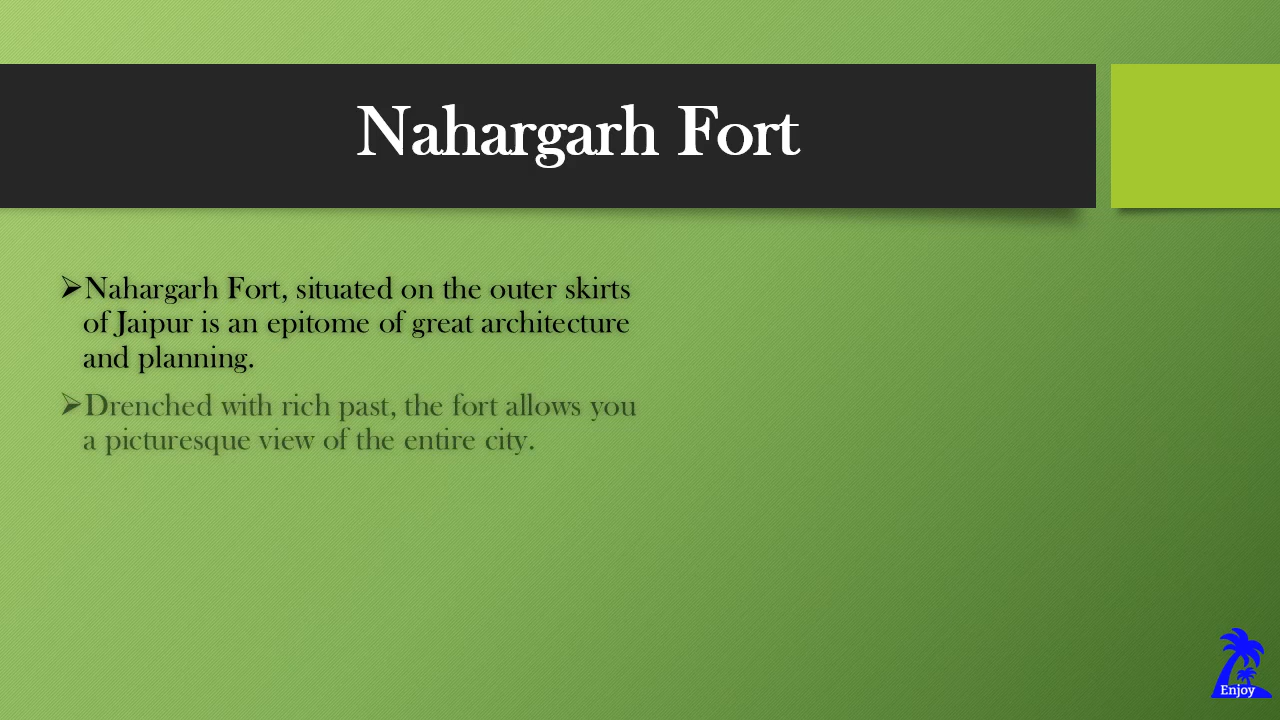 Nahargarh Fort
➢Nahargarh Fort, situated on the outer skirts
of Jaipur is an epitome of great architecture
and planning.
➢Drenched with rich past, the fort allows you
a picturesque view of the entire city.
Enjoy